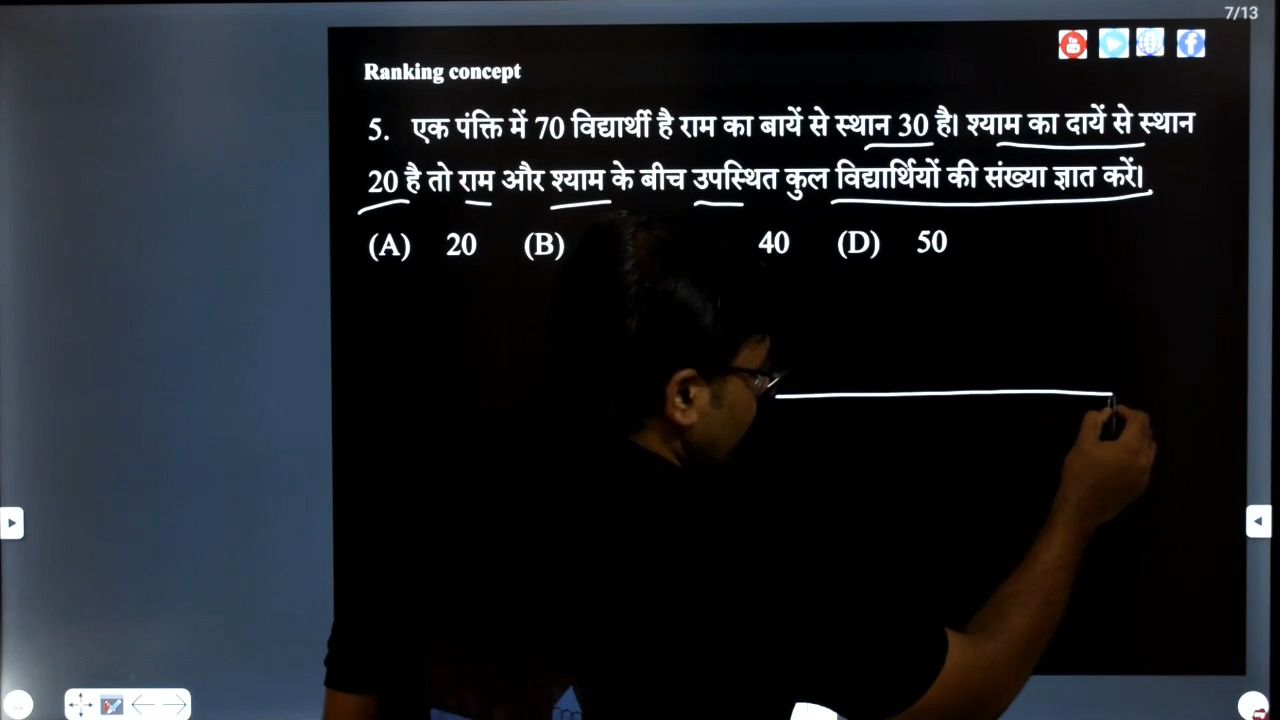 7/13
Ranking concept
5. एक पंक्ति में 70 विद्यार्थी है राम का बायें से स्थान 30 है। श्याम का दायें से स्थान
20 है तो राम और श्याम के बीच उपस्थित कुल विद्यार्थियों की संख्या ज्ञात करें।
(A) 20 (B) 40 (D) 50